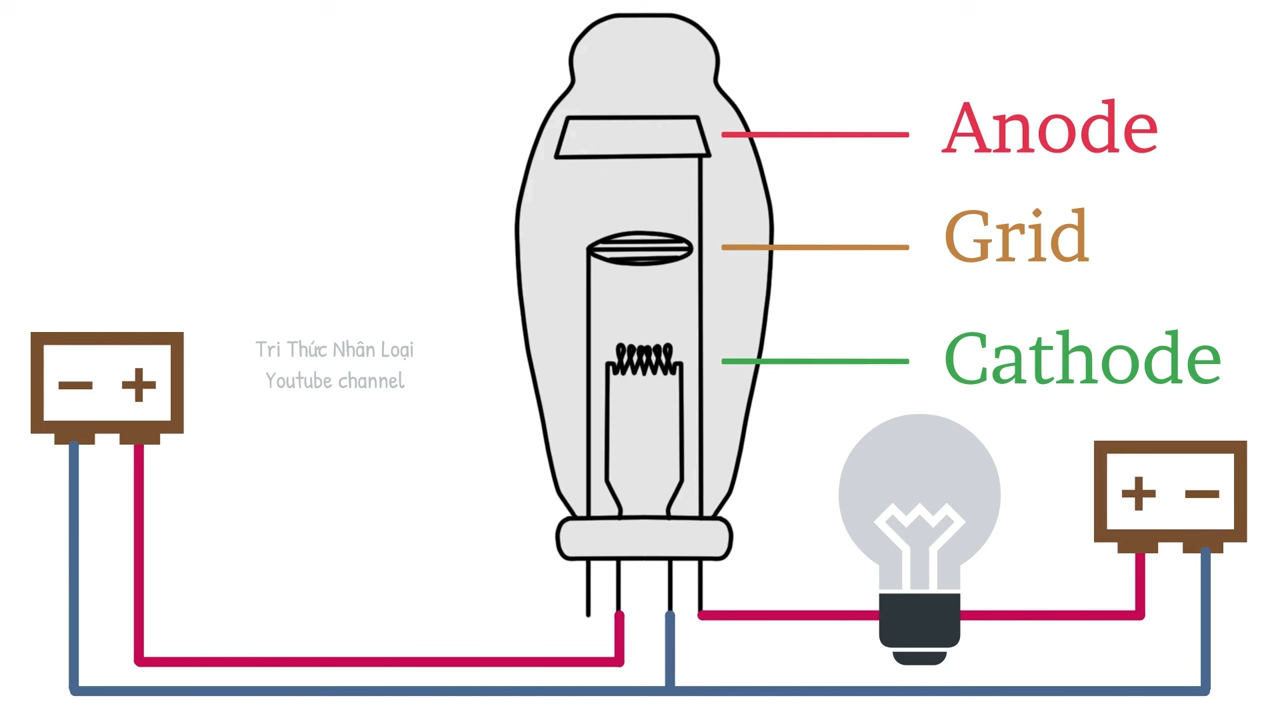 Anode
Grid
Cathode
Tri Thức Nhân Loại
Youtube channel
− +
+ −